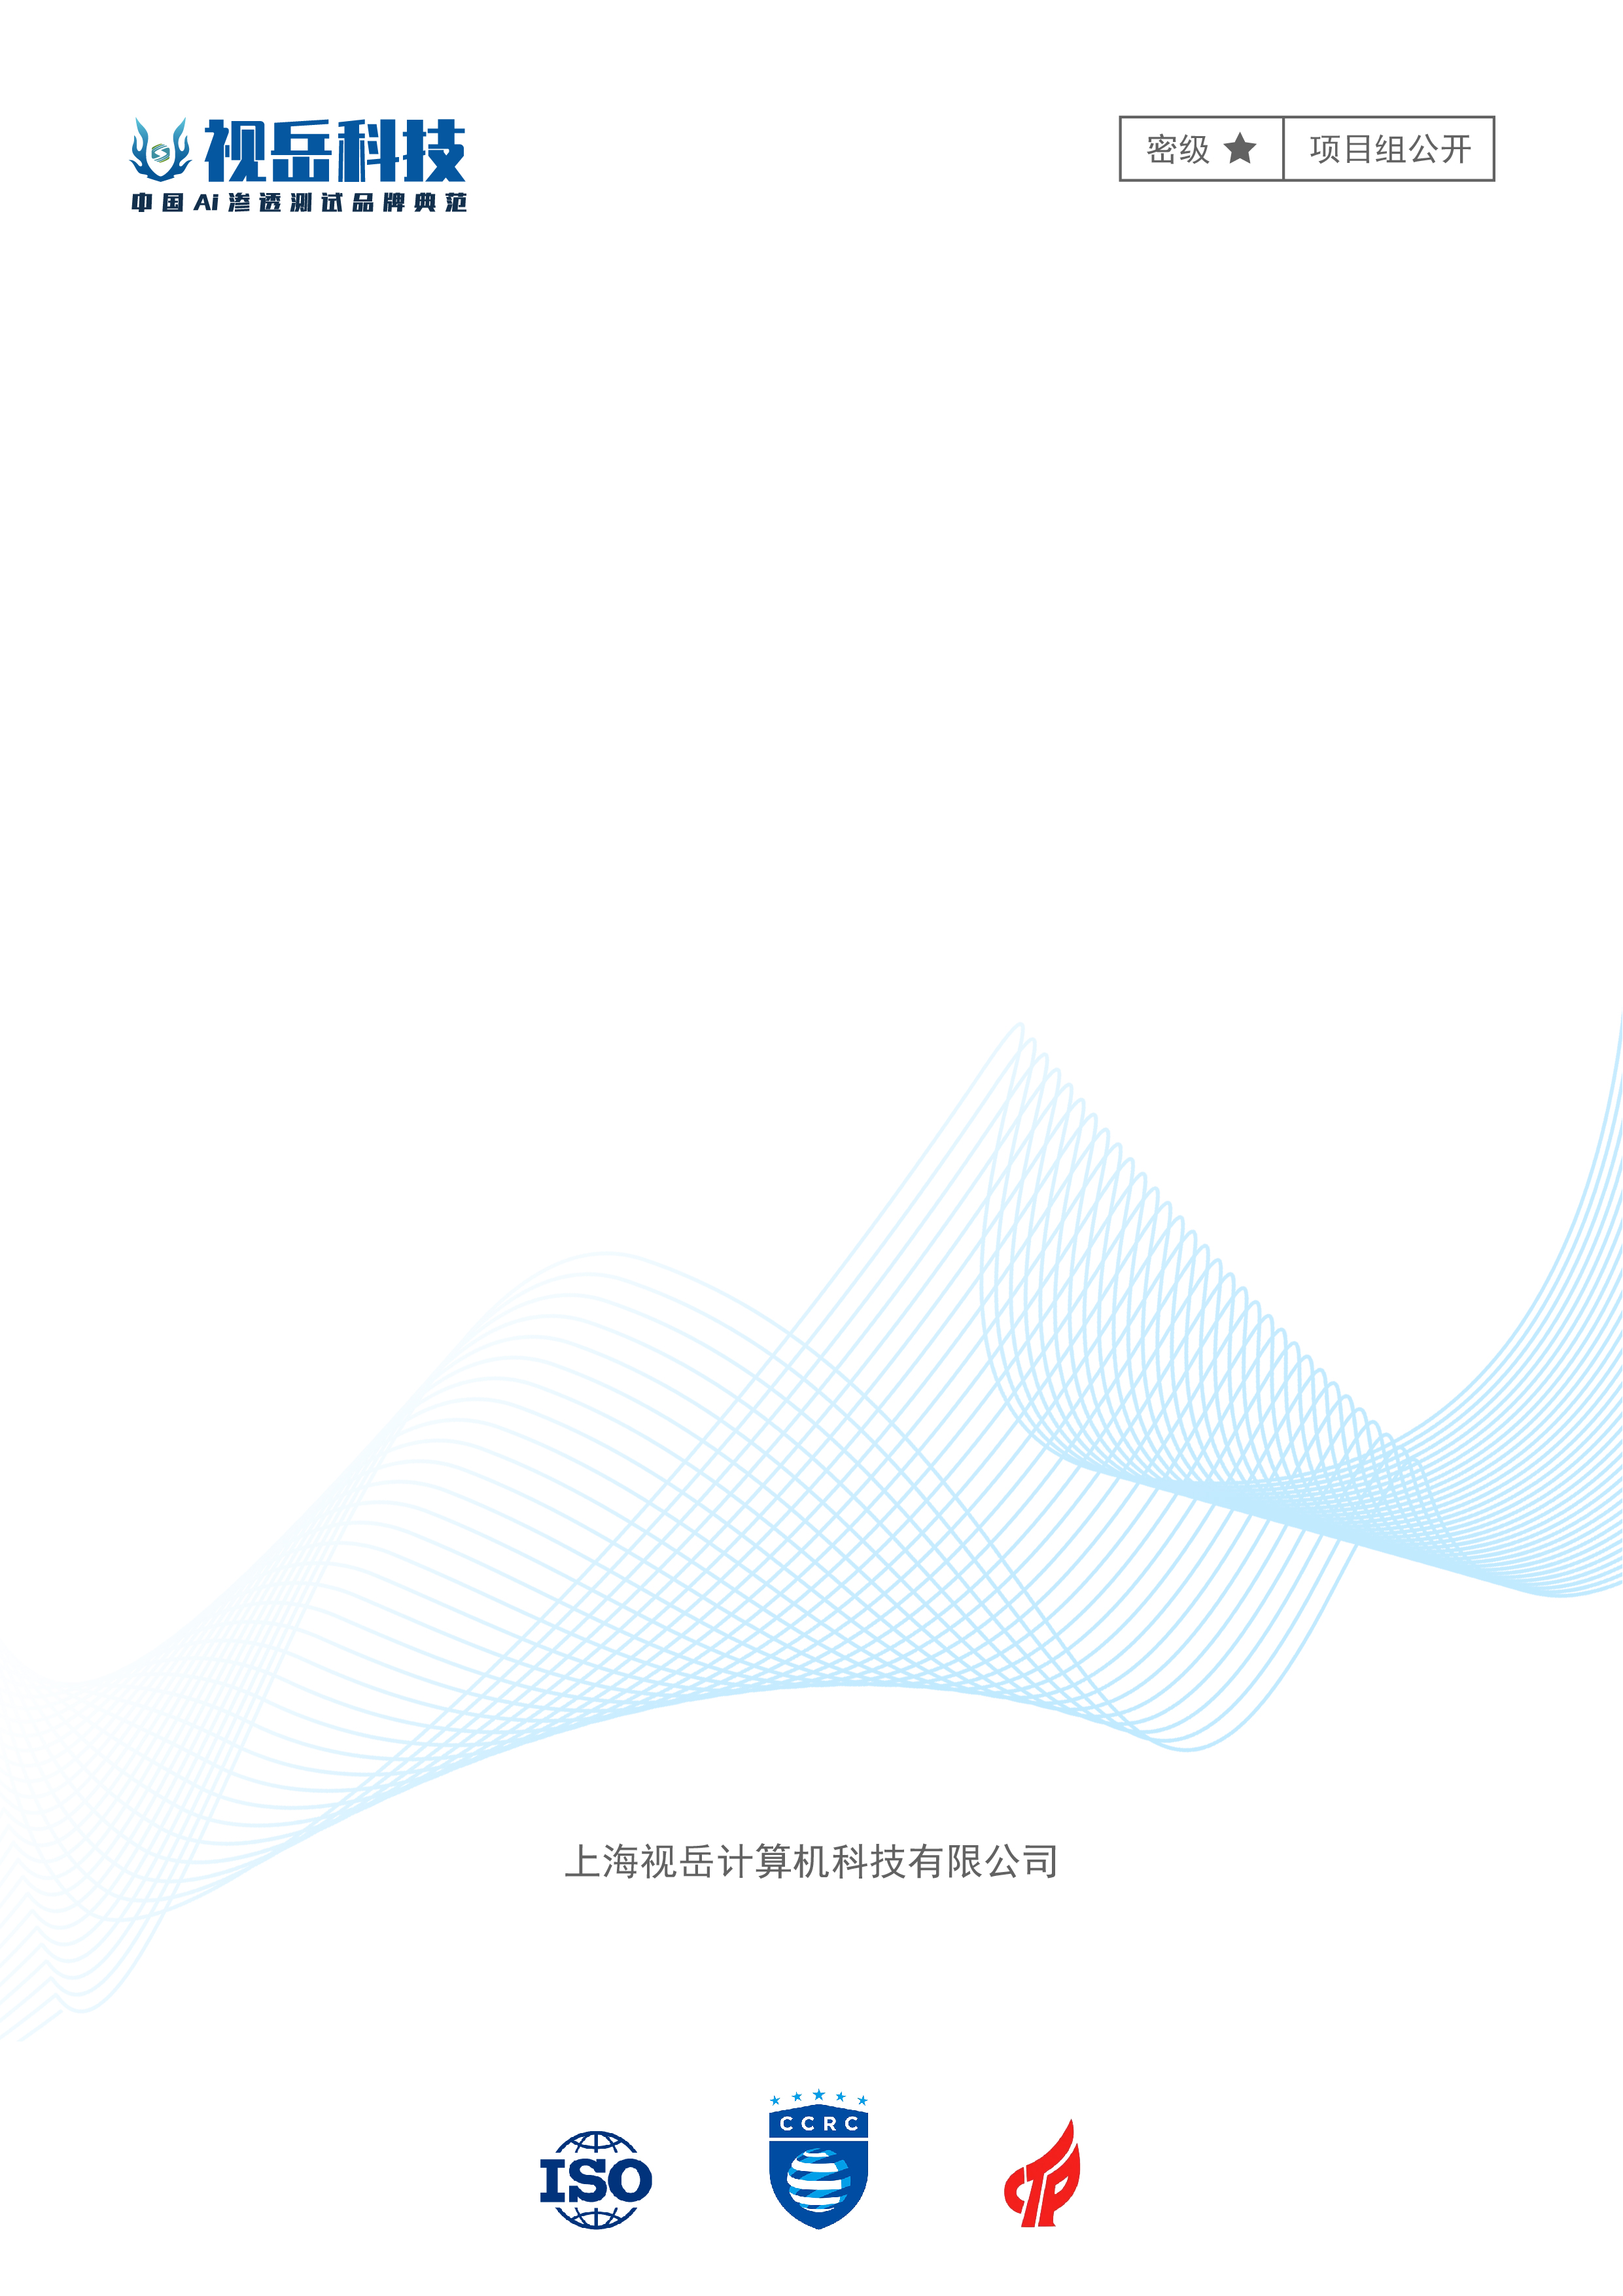 视岳科技
中国Ai渗透测试品牌典范
密级 ★ 项目组公开
上海视岳计算机科技有限公司
CCRC
ISO